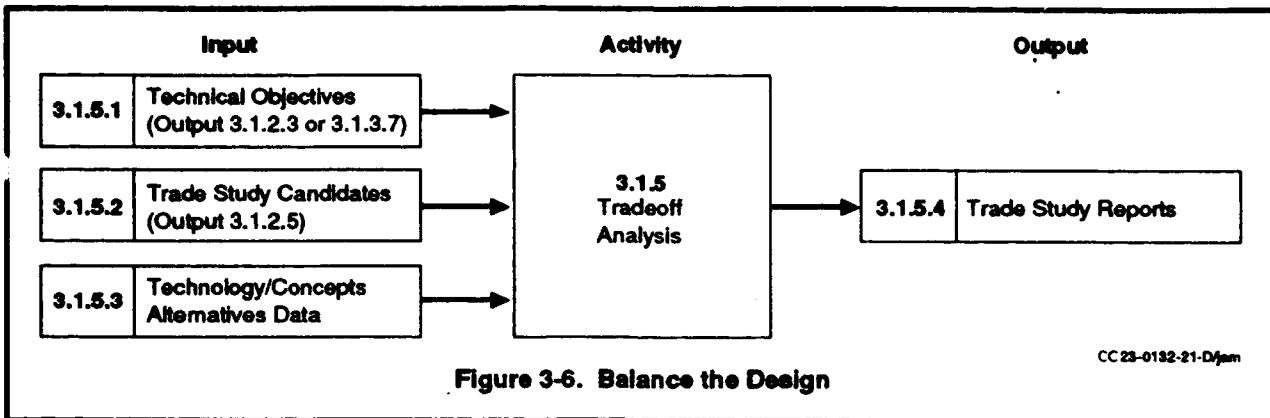 Input Activity Output
3.1.5.1 Technical Objectives
(Output 3.1.2.3 or 3.1.3.7)
3.1.5.2 Trade Study Candidates
(Output 3.1.2.5)
3.1.5.3 Technology/Concepts
Alternatives Data
3.1.5
Tradeoff
Analysis
3.1.5.4 Trade Study Reports
CC23-0132-21-D/jam
Figure 3-6. Balance the Design